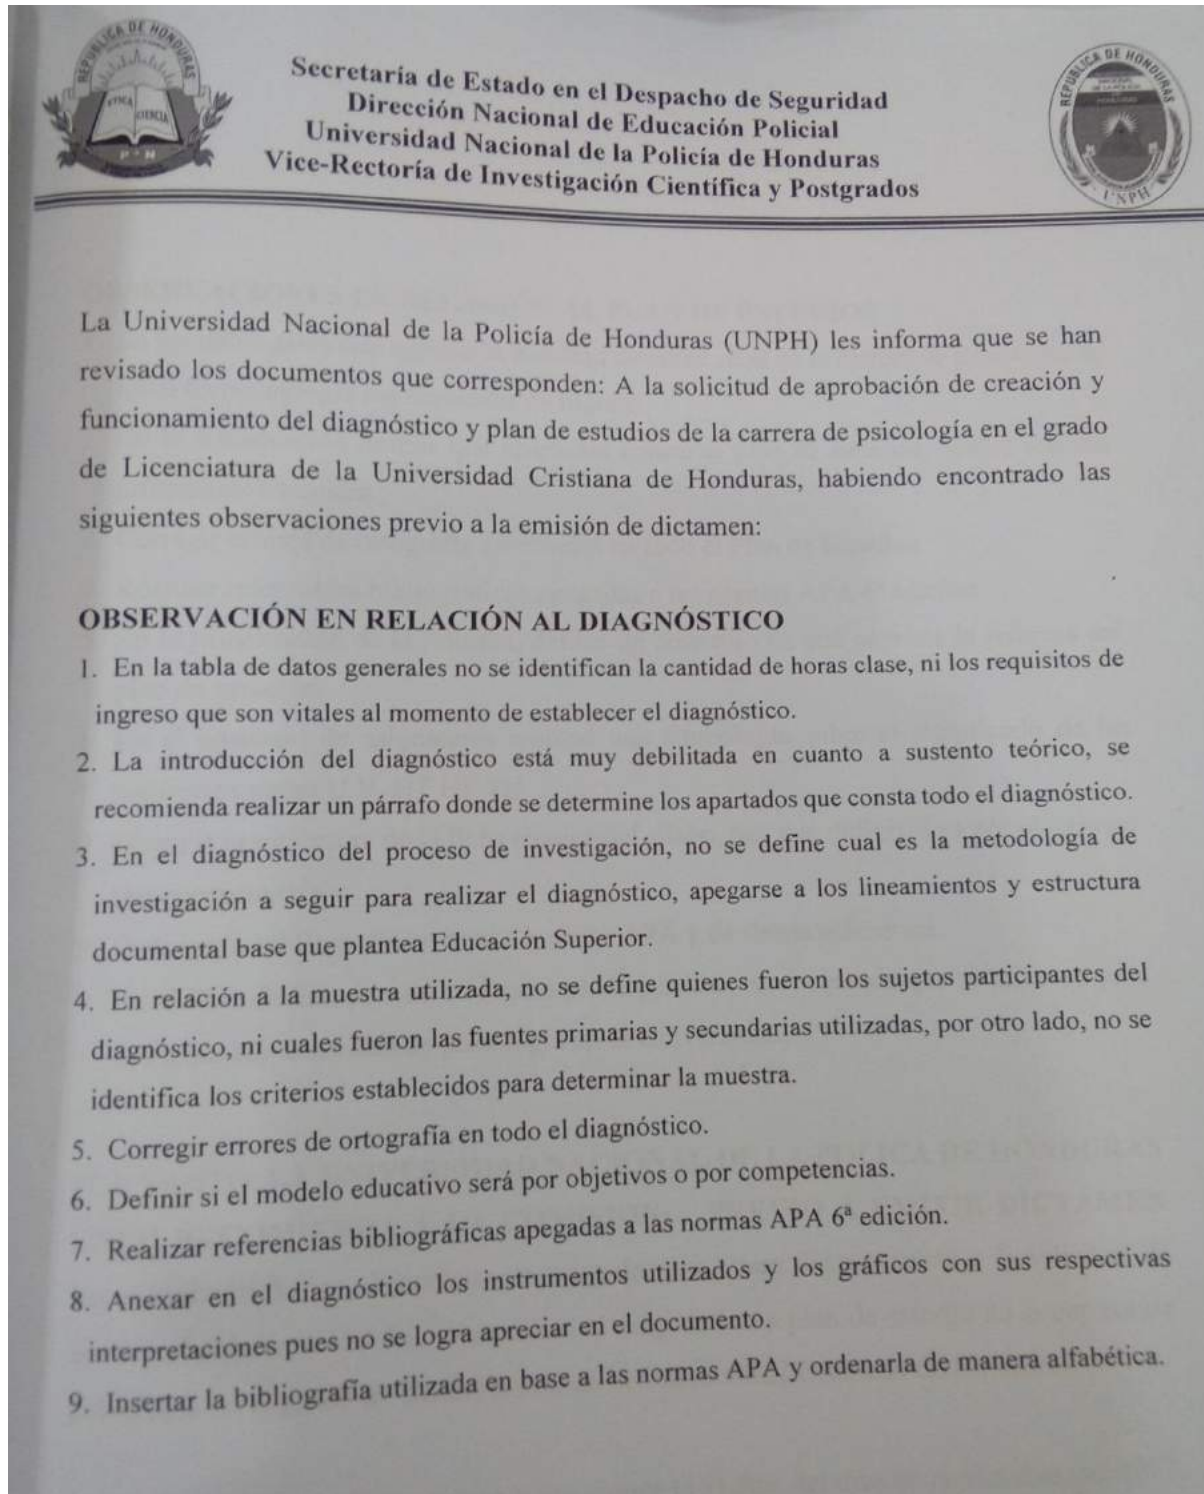 REPUBLICA DE HONDURAS
ETICA
CIENCIA
REPUBLICA DE HONDURAS
UNPH
Secretaría de Estado en el Despacho de Seguridad
Dirección Nacional de Educación Policial
Universidad Nacional de la Policía de Honduras
Vice-Rectoría de Investigación Científica y Postgrados
La Universidad Nacional de la Policía de Honduras (UNPH) les informa que se han
revisado los documentos que corresponden: A la solicitud de aprobación de creación y
funcionamiento del diagnóstico y plan de estudios de la carrera de psicología en el grado
de Licenciatura de la Universidad Cristiana de Honduras, habiendo encontrado las
siguientes observaciones previo a la emisión de dictamen:
OBSERVACIÓN EN RELACIÓN AL DIAGNÓSTICO
1. En la tabla de datos generales no se identifican la cantidad de horas clase, ni los requisitos de
ingreso que son vitales al momento de establecer el diagnóstico.
2. La introducción del diagnóstico está muy debilitada en cuanto a sustento teórico, se
recomienda realizar un párrafo donde se determine los apartados que consta todo el diagnóstico.
3. En el diagnóstico del proceso de investigación, no se define cual es la metodología de
investigación a seguir para realizar el diagnóstico, apegarse a los lineamientos y estructura
documental base que plantea Educación Superior.
4. En relación a la muestra utilizada, no se define quienes fueron los sujetos participantes del
diagnóstico, ni cuales fueron las fuentes primarias y secundarias utilizadas, por otro lado, no se
identifica los criterios establecidos para determinar la muestra.
5. Corregir errores de ortografía en todo el diagnóstico.
6. Definir si el modelo educativo será por objetivos o por competencias.
7. Realizar referencias bibliográficas apegadas a las normas APA 6ª edición.
8. Anexar en el diagnóstico los instrumentos utilizados y los gráficos con sus respectivas
interpretaciones pues no se logra apreciar en el documento.
9. Insertar la bibliografía utilizada en base a las normas APA y ordenarla de manera alfabética.